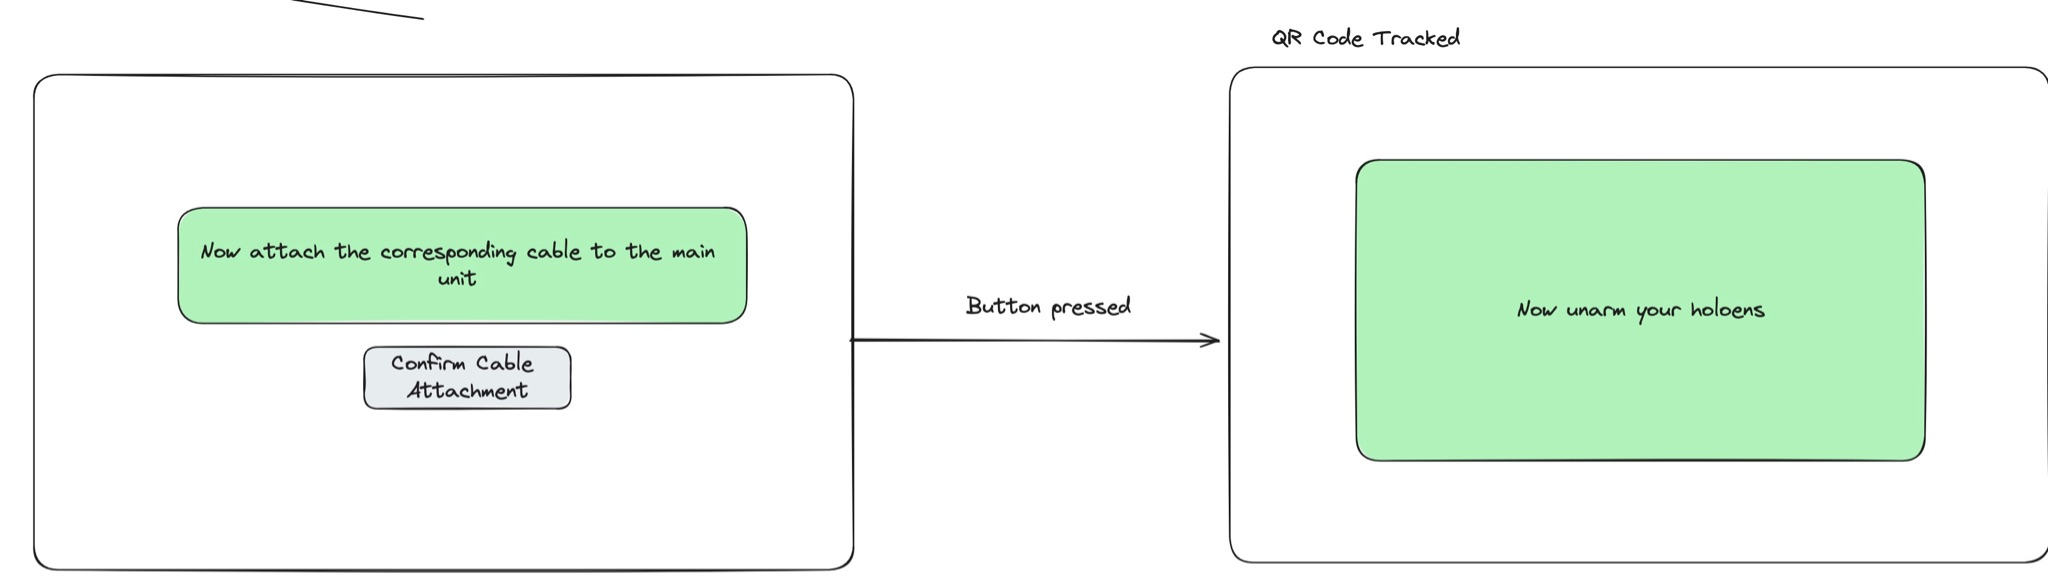 QR Code Tracked
Now attach the corresponding cable to the main
unit
Confirm Cable
Attachment
Button pressed
Now unarm your holoens